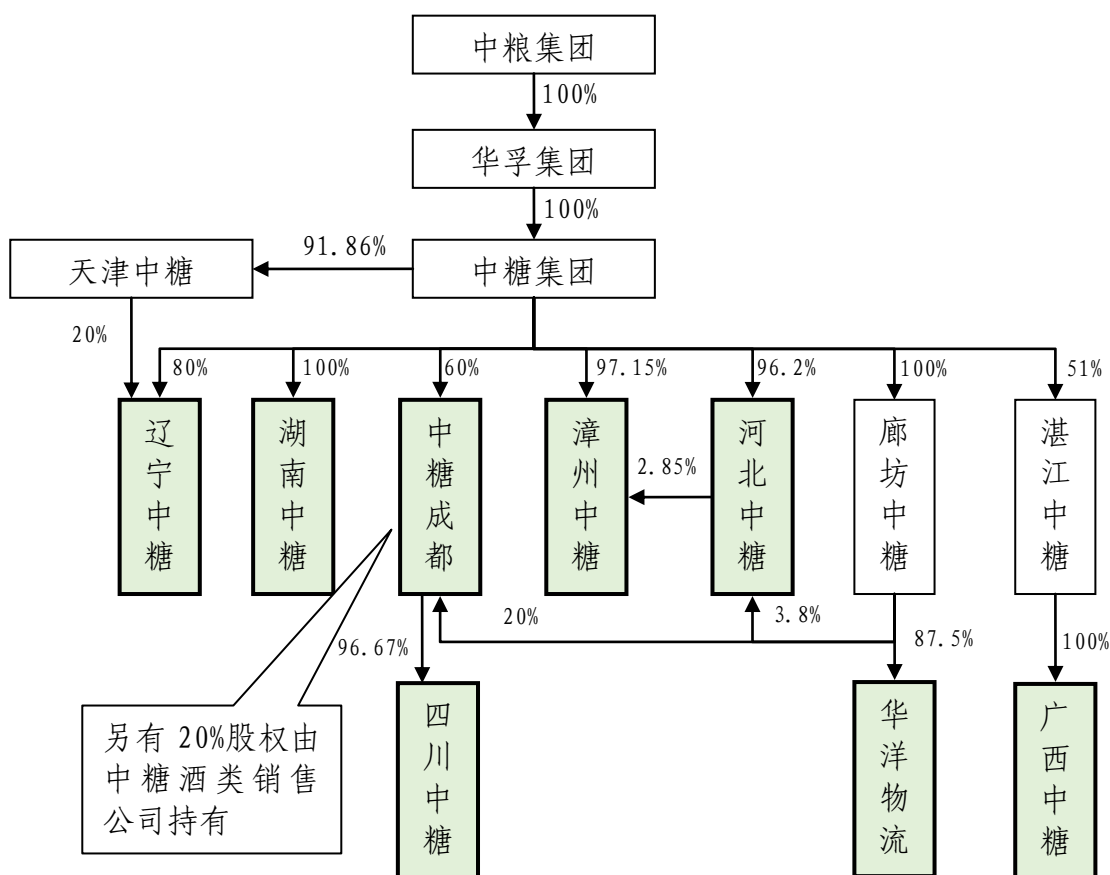 中粮集团
100%
华孚集团
100%
91.86%
天津中糖
中糖集团
20%
80%
100%
60%
97.15%
96.2%
100%
51%
辽宁中糖
湖南中糖
中糖成都
漳州中糖
河北中糖
廊坊中糖
湛江中糖
2.85%
20%
3.8%
96.67%
87.5%
100%
另有 20%股权由
中糖酒类销售
公司持有
四川中糖
华洋物流
广西中糖